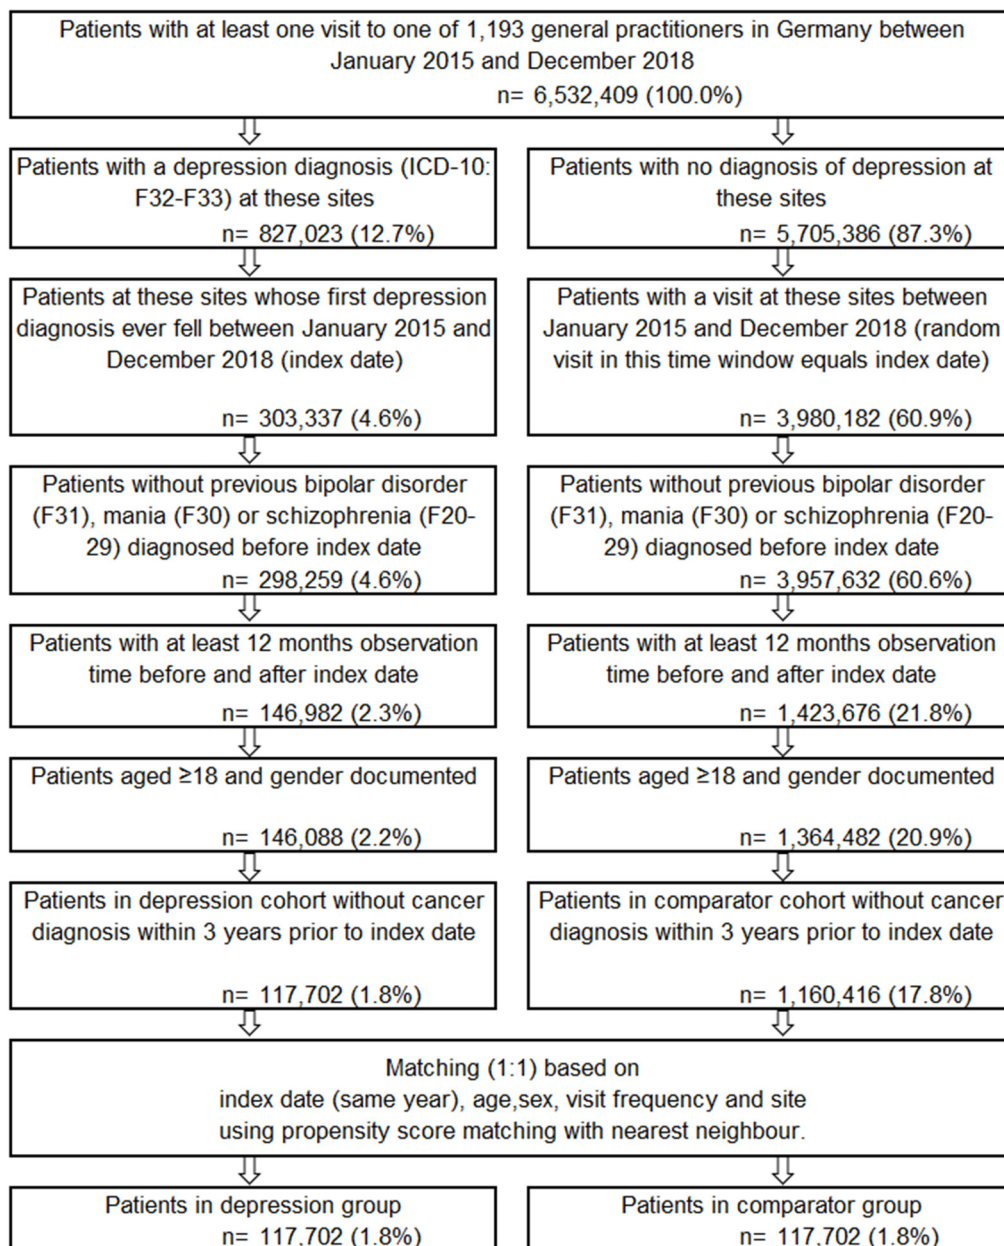 Patients with at least one visit to one of 1,193 general practitioners in Germany between
January 2015 and December 2018
n= 6,532,409 (100.0%)
Patients with a depression diagnosis (ICD-10:
F32-F33) at these sites
n= 827,023 (12.7%)
Patients with no diagnosis of depression at
these sites
n= 5,705,386 (87.3%)
Patients at these sites whose first depression
diagnosis ever fell between January 2015 and
December 2018 (index date)
n= 303,337 (4.6%)
Patients with a visit at these sites between
January 2015 and December 2018 (random
visit in this time window equals index date)
n= 3,980,182 (60.9%)
Patients without previous bipolar disorder
(F31), mania (F30) or schizophrenia (F20-
29) diagnosed before index date
n= 298,259 (4.6%)
Patients without previous bipolar disorder
(F31), mania (F30) or schizophrenia (F20-
29) diagnosed before index date
n= 3,957,632 (60.6%)
Patients with at least 12 months observation
time before and after index date
n= 146,982 (2.3%)
Patients with at least 12 months observation
time before and after index date
n= 1,423,676 (21.8%)
Patients aged ≥18 and gender documented
n= 146,088 (2.2%)
Patients aged ≥18 and gender documented
n= 1,364,482 (20.9%)
Patients in depression cohort without cancer
diagnosis within 3 years prior to index date
n= 117,702 (1.8%)
Patients in comparator cohort without cancer
diagnosis within 3 years prior to index date
n= 1,160,416 (17.8%)
Matching (1:1) based on
index date (same year), age,sex, visit frequency and site
using propensity score matching with nearest neighbour.
Patients in depression group
n= 117,702 (1.8%)
Patients in comparator group
n= 117,702 (1.8%)